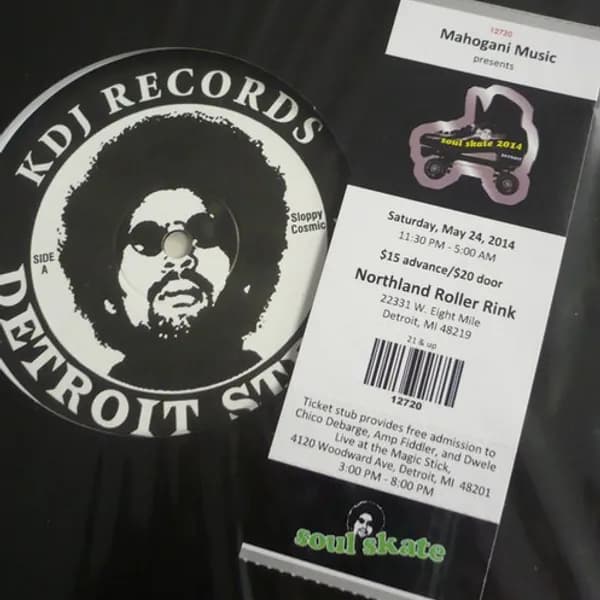 KDJ RECORDS
SIDE
A
Sloppy
Cosmic
DETROIT
12720
Mahogani Music
presents
soul skate 2014
DETROIT
Saturday, May 24, 2014
11:30 PM - 5:00 AM
$15 advance/$20 door
Northland Roller Rink
22331 W. Eight Mile
Detroit, MI 48219
21 & up
12720
Ticket stub provides free admission to
Chico Debarge, Amp Fiddler, and Dwele
Live at the Magic Stick,
4120 Woodward Ave, Detroit, MI 48201
3:00 PM - 8:00 PM
soul skate